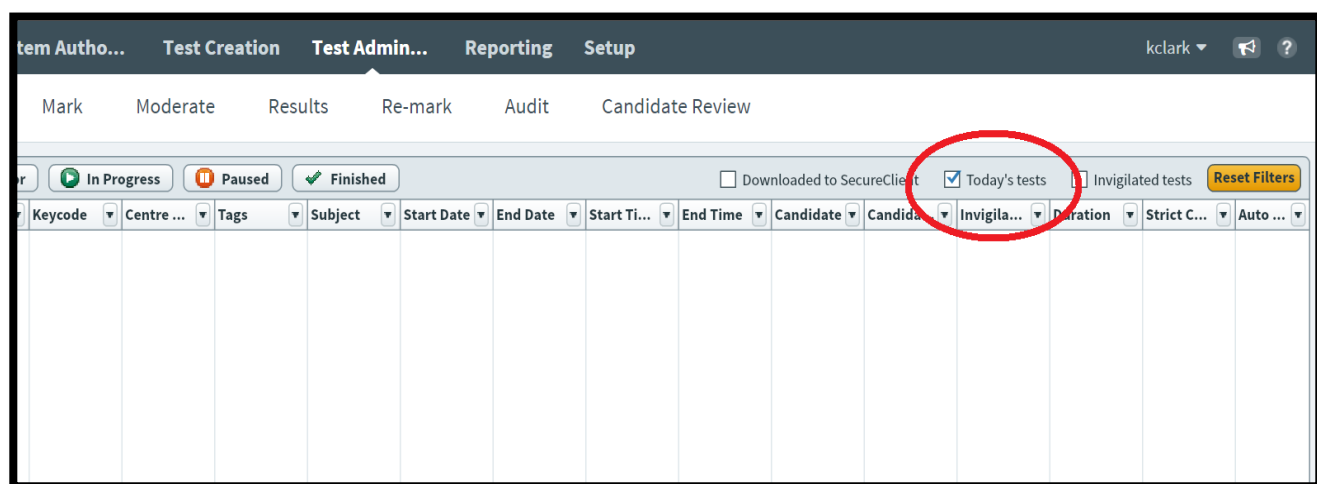 tem Autho... Test Creation Test Admin... Reporting Setup kclark ?
Mark Moderate Results Re-mark Audit Candidate Review
or In Progress Paused Finished Downloaded to SecureClient Today's tests Invigilated tests Reset Filters
Keycode Centre ... Tags Subject Start Date End Date Start Ti... End Time Candidate Candida... Invigila... Duration Strict C... Auto ...